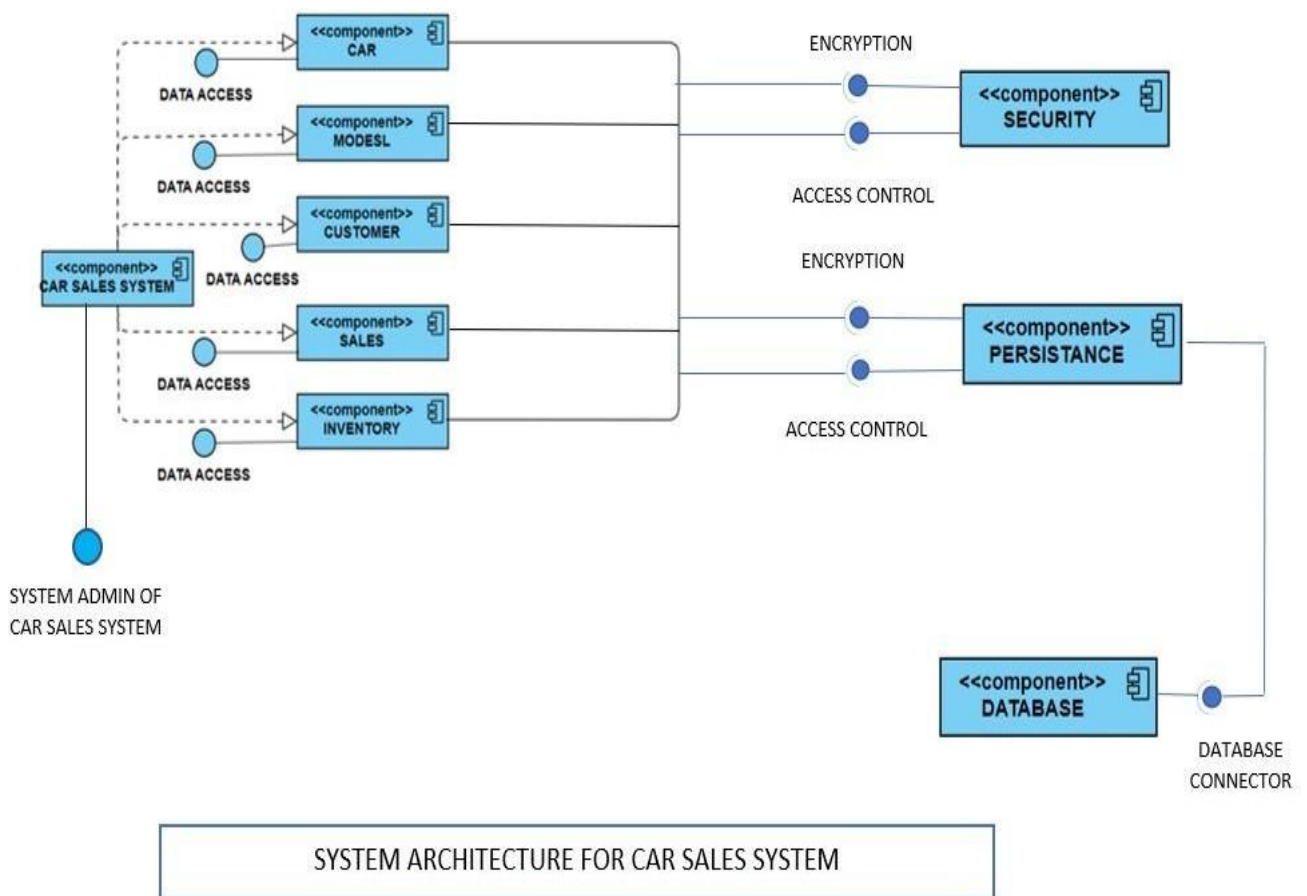 <<component>>
CAR
DATA ACCESS
<<component>>
MODESL
DATA ACCESS
<<component>>
CUSTOMER
DATA ACCESS
<<component>>
CAR SALES SYSTEM
<<component>>
SALES
DATA ACCESS
<<component>>
INVENTORY
DATA ACCESS
SYSTEM ADMIN OF
CAR SALES SYSTEM
ENCRYPTION
<<component>>
SECURITY
ACCESS CONTROL
ENCRYPTION
<<component>>
PERSISTANCE
ACCESS CONTROL
<<component>>
DATABASE
DATABASE
CONNECTOR
SYSTEM ARCHITECTURE FOR CAR SALES SYSTEM